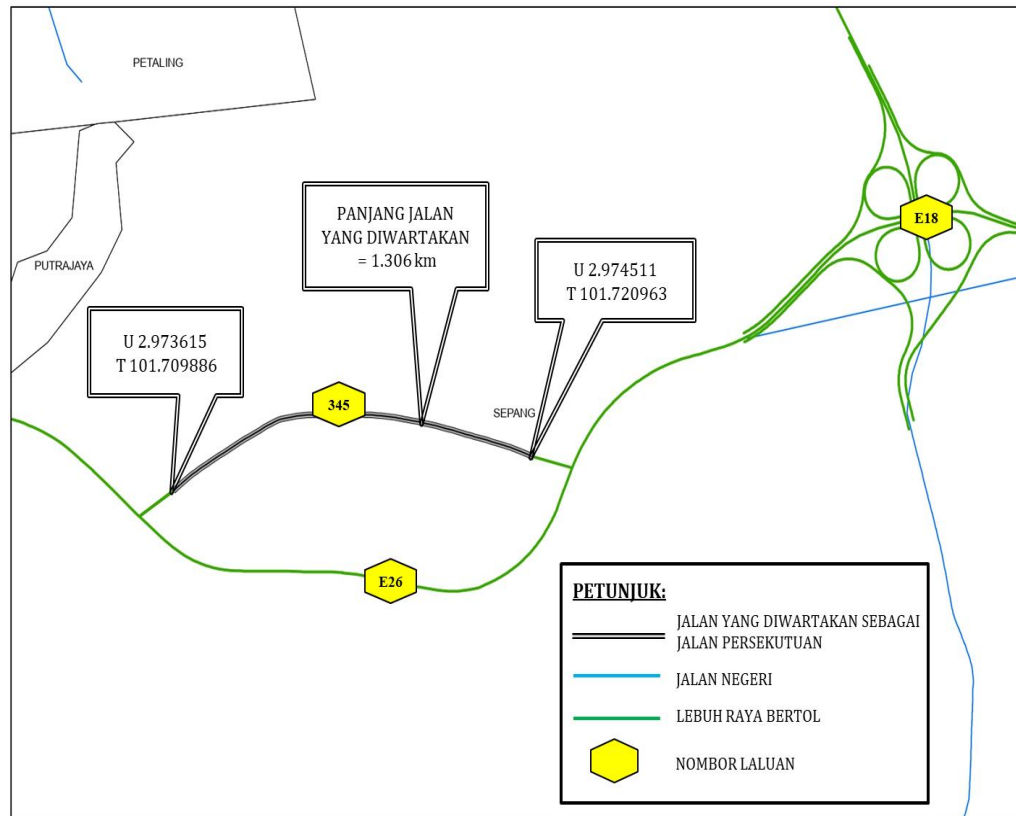 PETALING
PUTRAJAYA
PANJANG JALAN
YANG DIWARTAKAN
= 1.306 km
E18
U 2.974511
T 101.720963
U 2.973615
T 101.709886
345
SEPANG
E26
PETUNJUK:
JALAN YANG DIWARTAKAN SEBAGAI
JALAN PERSEKUTUAN
JALAN NEGERI
LEBUH RAYA BERTOL
NOMBOR LALUAN